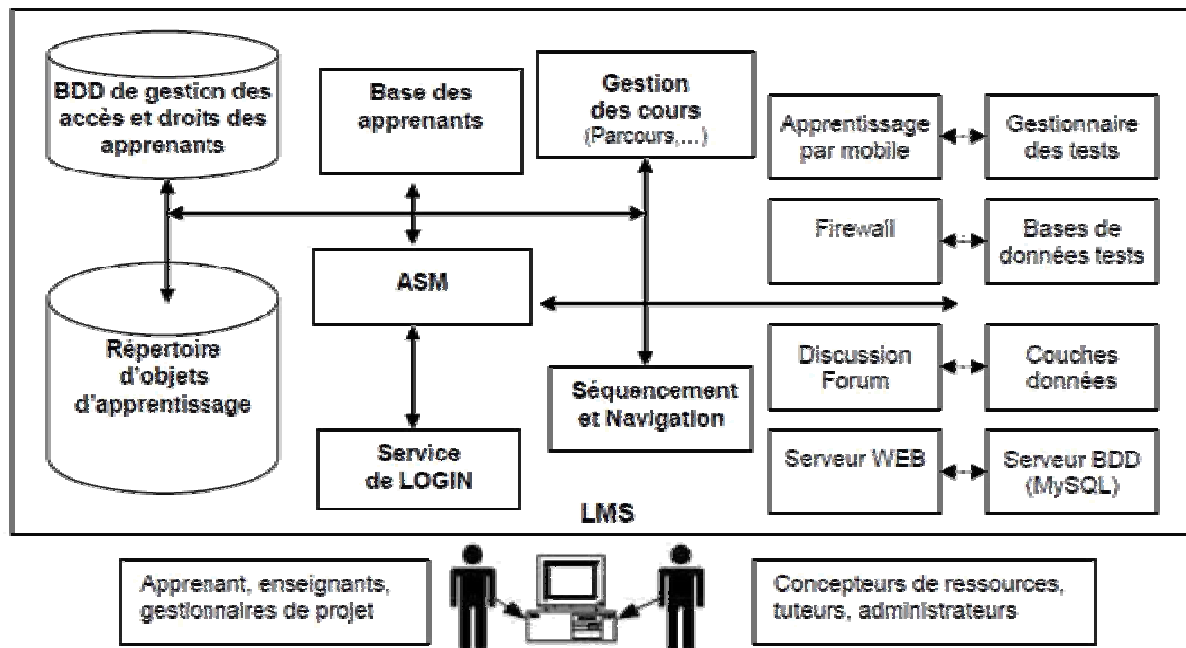 BDD de gestion des
accès et droits des
apprenants
Base des
apprenants
Gestion
des cours
(Parcours,...)
Apprentissage
par mobile
Gestionnaire
des tests
Firewall
Bases de
données tests
ASM
Répertoire
d'objets
d'apprentissage
Séquencement
et Navigation
Discussion
Forum
Couches
données
Service
de LOGIN
Serveur WEB
Serveur BDD
(MySQL)
LMS
Apprenant, enseignants,
gestionnaires de projet
Concepteurs de ressources,
tuteurs, administrateurs